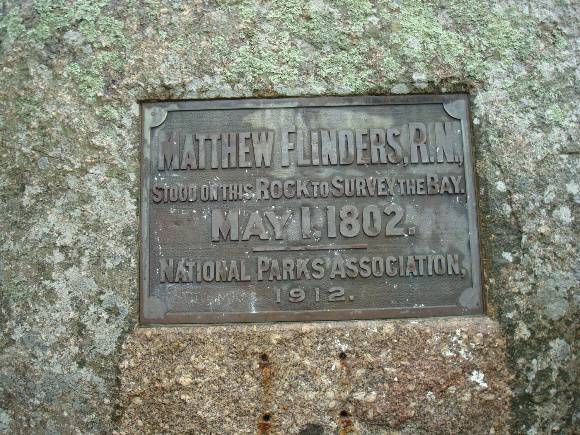 MATTHEW FLINDERS, R.N.,
STOOD ON THIS ROCK TO SURVEY THE BAY.
MAY 1. 1802.
NATIONAL PARKS ASSOCIATION,
1912.